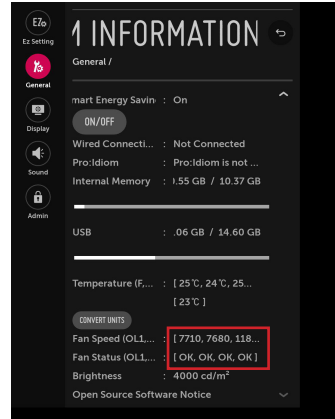 Ez
Ez Setting
M INFORMATION
General /
General
mart Energy Savin : On
ON/OFF
Display
Wired Connecti... : Not Connected
Pro:Idiom : Pro:Idiom is not ...
Internal Memory : ).55 GB / 10.37 GB
Sound
Admin
USB : .06 GB / 14.60 GB
Temperature (F,... : [ 25℃, 24℃, 25...
[ 23℃ ]
CONVERT UNITS
Fan Speed (OL1,... : [ 7710, 7680, 118...
Fan Status (OL1,... : [ OK, OK, OK, OK ]
Brightness : 4000 cd/m²
Open Source Software Notice